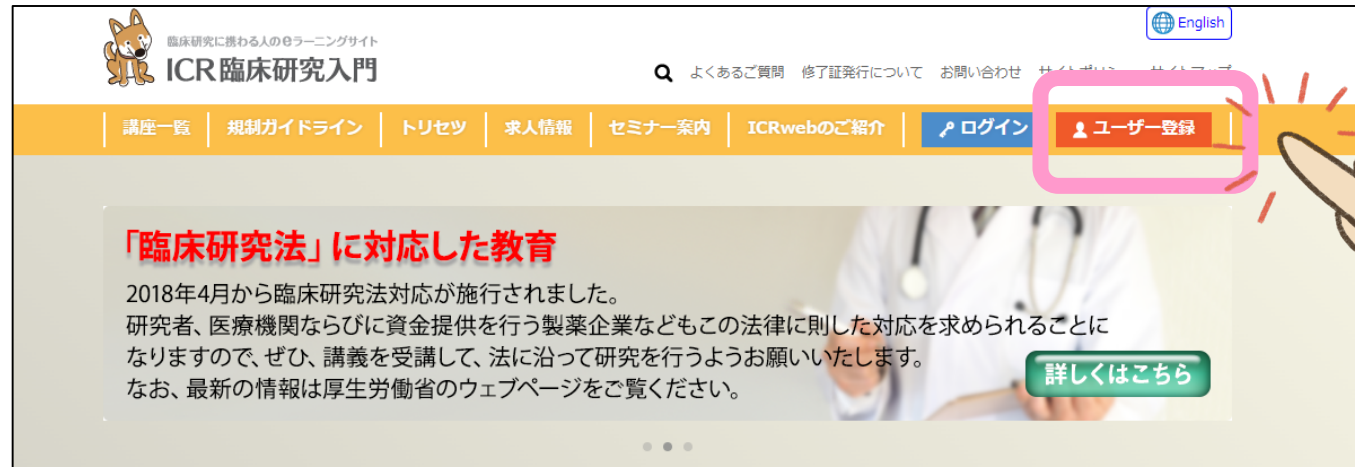 English
臨床研究に携わる人のeラーニングサイト
ICR臨床研究入門
よくあるご質問 修了証発行について お問い合わせ
講座一覧 規制ガイドライン トリセツ 求人情報 セミナー案内 ICRwebのご紹介 ログイン ユーザー登録
「臨床研究法」に対応した教育
2018年4月から臨床研究法対応が施行されました。
研究者、医療機関ならびに資金提供を行う製薬企業などもこの法律に則した対応を求められることに
なりますので、ぜひ、講義を受講して、法に沿って研究を行うようお願いいたします。
なお、最新の情報は厚生労働省のウェブページをご覧ください。
詳しくはこちら